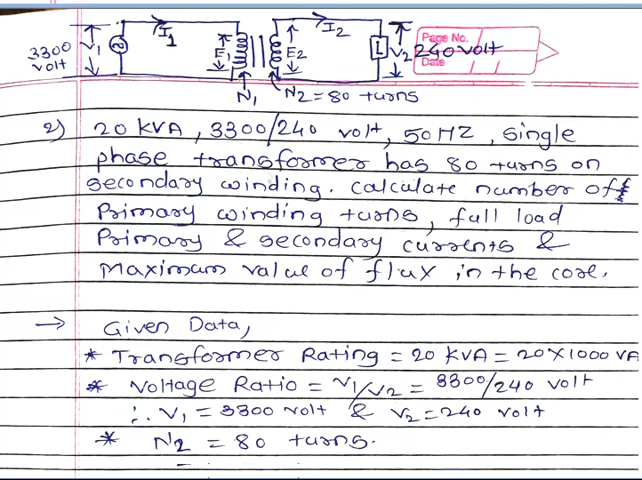 3300 volt V1 I1 E1 E2 I2 L V2 240 volt
Page No.
Date / /
N1 N2 = 80 turns
2) 20 KVA, 3300/240 volt, 50HZ, single
phase transformer has 80 turns on
secondary winding. calculate number of
Primary winding turns, full load
Primary & secondary currents &
Maximum value of flux in the core.
→ Given Data,
* Transformer Rating = 20 KVA = 20×1000 VA
* Voltage Ratio = V1/V2 = 3300/240 volt
∴ V1 = 3300 volt & V2 = 240 volt
* N2 = 80 turns.